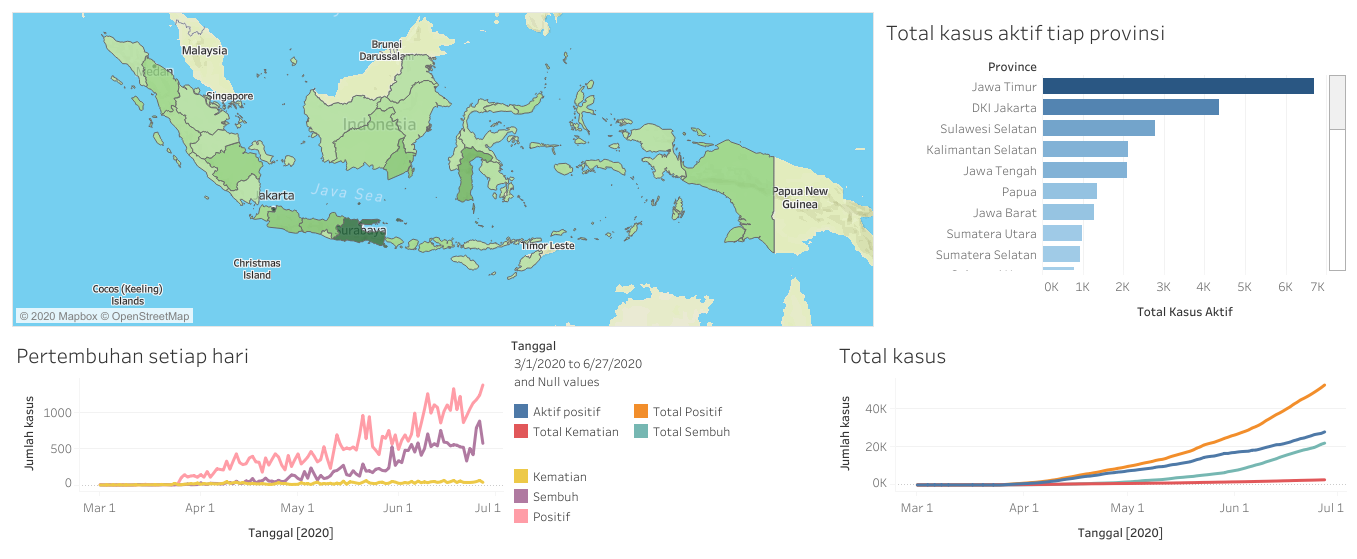 Malaysia
Brunei
Darussalam
Medan
Singapore
Indonesia
Java Sea
akarta
urabaya
Papua New
Guinea
Timor Leste
Christmas
Island
Cocos (Keeling)
Islands
© 2020 Mapbox © OpenStreetMap
Total kasus aktif tiap provinsi
Province
Jawa Timur
DKI Jakarta
Sulawesi Selatan
Kalimantan Selatan
Jawa Tengah
Papua
Jawa Barat
Sumatera Utara
Sumatera Selatan
0K 1K 2K 3K 4K 5K 6K 7K
Total Kasus Aktif
Pertembuhan setiap hari
Jumlah kasus
1000
500
0
Mar 1 Apr 1 May 1 Jun 1 Jul 1
Tanggal [2020]
Tanggal
3/1/2020 to 6/27/2020
and Null values
Aktif positif Total Positif
Total Kematian Total Sembuh
Kematian
Sembuh
Positif
Total kasus
Jumlah kasus
40K
20K
0K
Mar 1 Apr 1 May 1 Jun 1 Jul 1
Tanggal [2020]